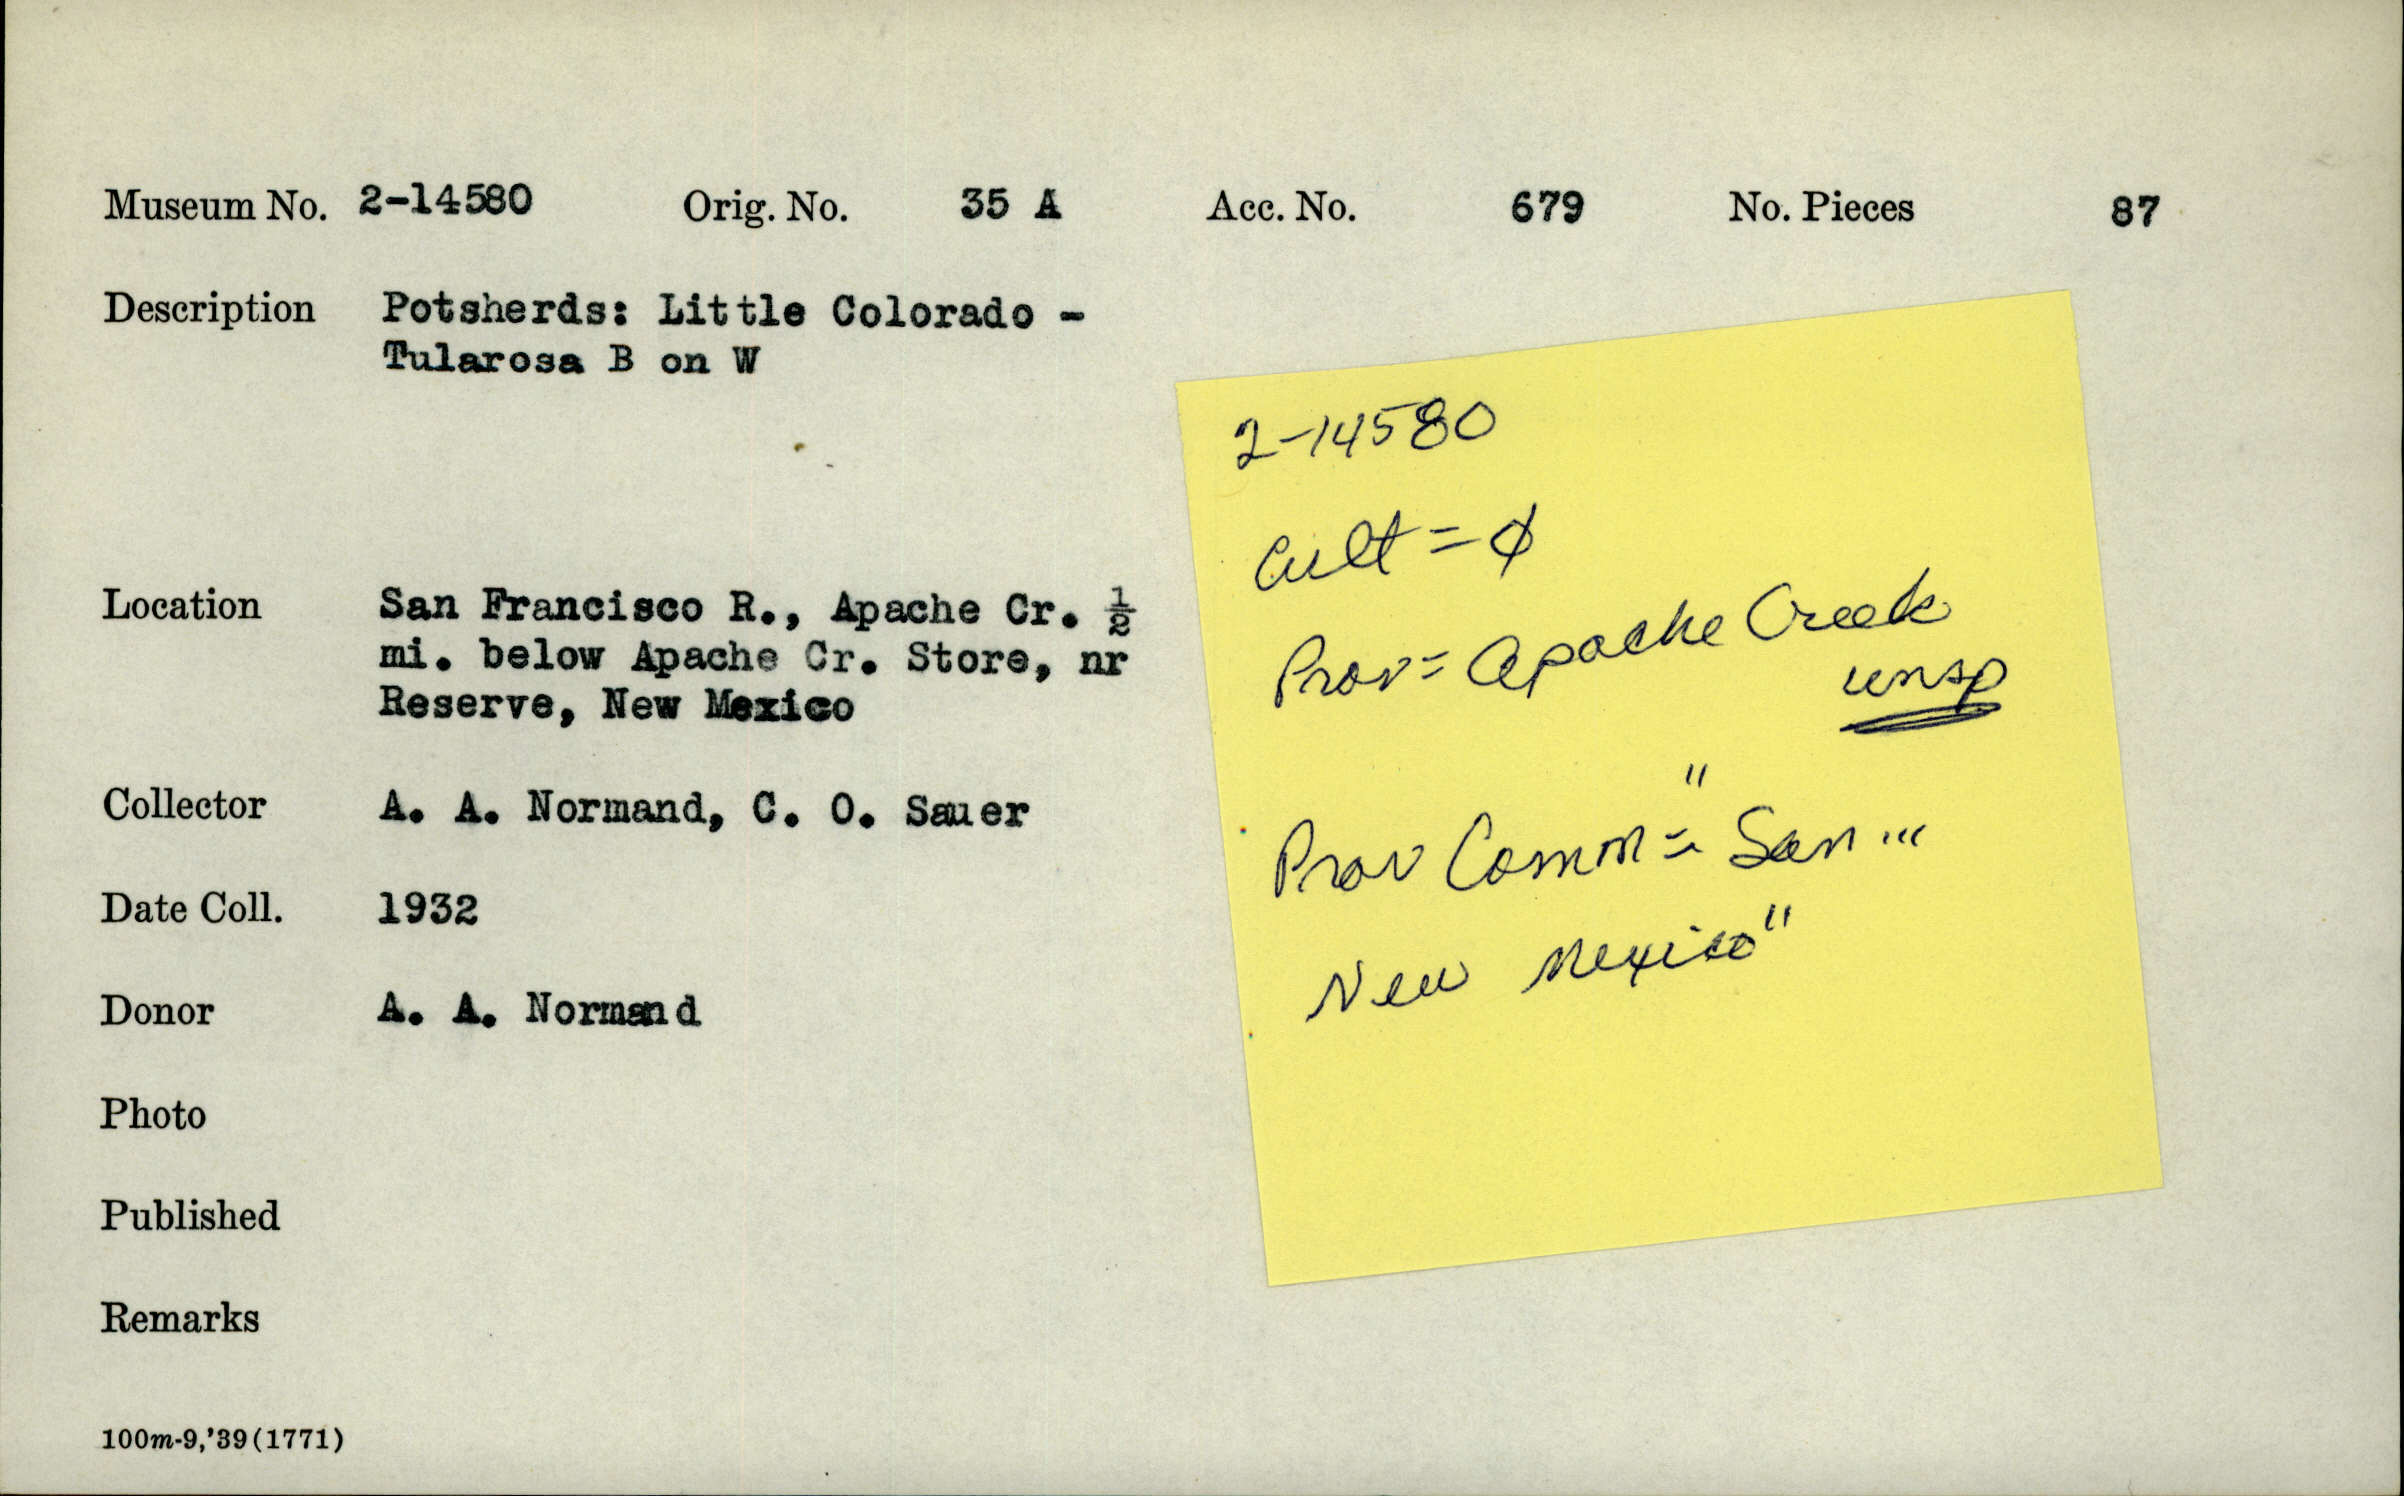 Museum No. 2-14580 Orig. No. 35 A Acc. No. 679 No. Pieces 87
Description Potsherds: Little Colorado -
Tularosa B on W
Location San Francisco R., Apache Cr. ½
mi. below Apache Cr. Store, nr
Reserve, New Mexico
Collector A. A. Normand, C. O. Sauer
Date Coll. 1932
Donor A. A. Normand
Photo
Published
Remarks
100m-9,'39(1771)
2-14580
Cult = ∅
Prov = Apache Creek
unsp
Prov Comm = "San ...
New Mexico"